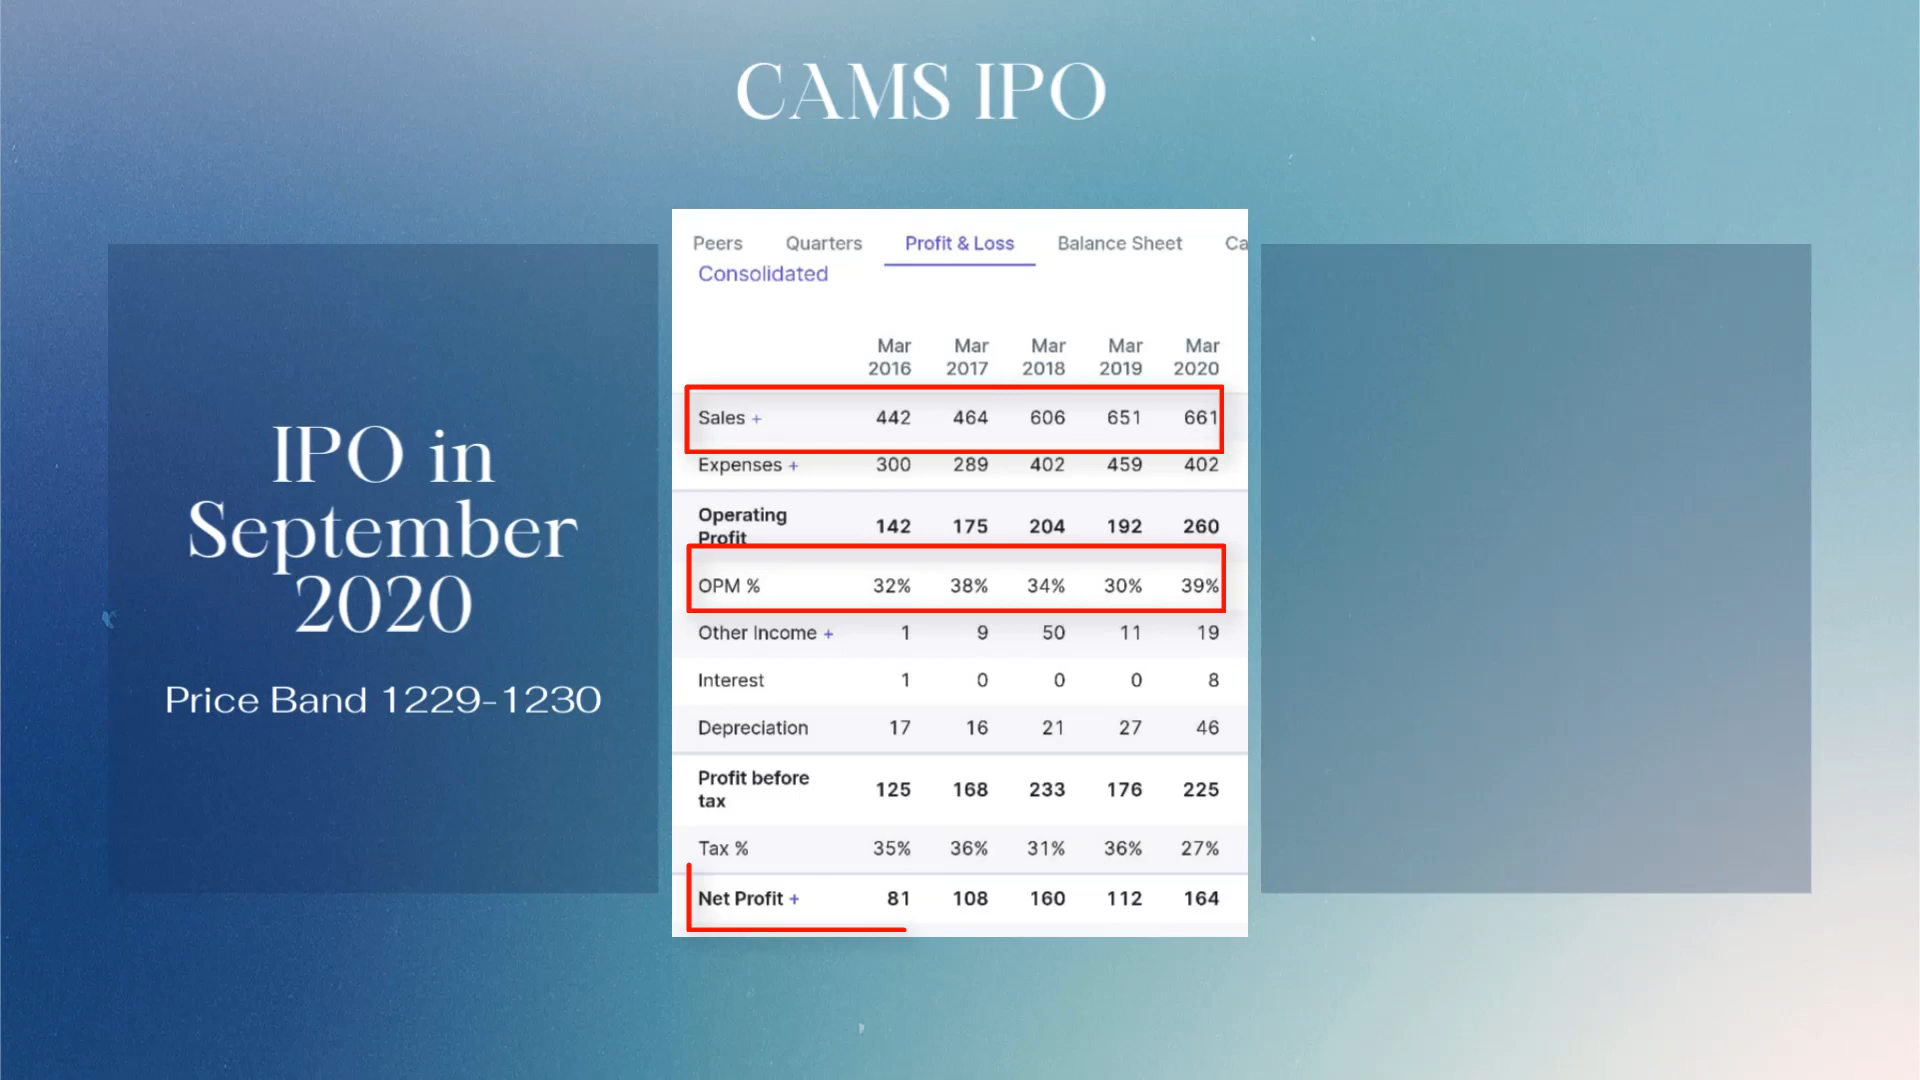 CAMS IPO
IPO in
September
2020
Price Band 1229-1230
Peers Quarters Profit & Loss Balance Sheet Ca
Consolidated
Mar Mar Mar Mar Mar
2016 2017 2018 2019 2020
Sales + 442 464 606 651 661
Expenses + 300 289 402 459 402
Operating
Profit 142 175 204 192 260
OPM % 32% 38% 34% 30% 39%
Other Income + 1 9 50 11 19
Interest 1 0 0 0 8
Depreciation 17 16 21 27 46
Profit before
tax 125 168 233 176 225
Tax % 35% 36% 31% 36% 27%
Net Profit + 81 108 160 112 164